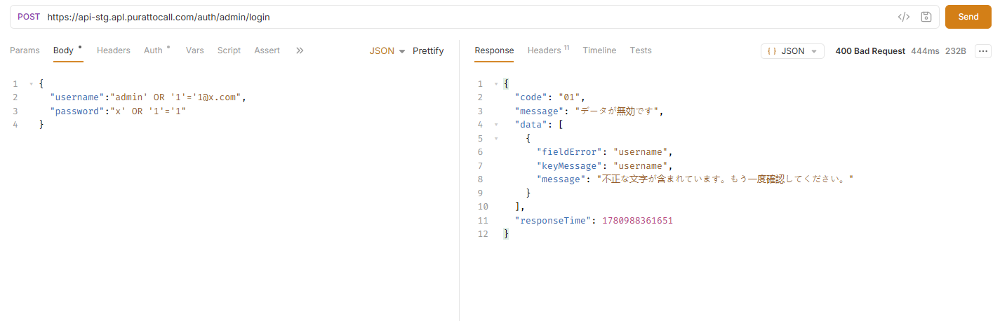 POST https://api-stg.apl.purattocall.com/auth/admin/login </> Send
Params Body Headers Auth Vars Script Assert JSON Prettify
Response Headers 11 Timeline Tests { } JSON 400 Bad Request 444ms 232B ...
1 {
2 "username":"admin' OR '1'='1@x.com",
3 "password":"x' OR '1'='1"
4 }
1 {
2 "code": "01",
3 "message": "データが無効です",
4 "data": [
5 {
6 "fieldError": "username",
7 "keyMessage": "username",
8 "message": "不正な文字が含まれています。もう一度確認してください。"
9 }
10 ],
11 "responseTime": 1780988361651
12 }